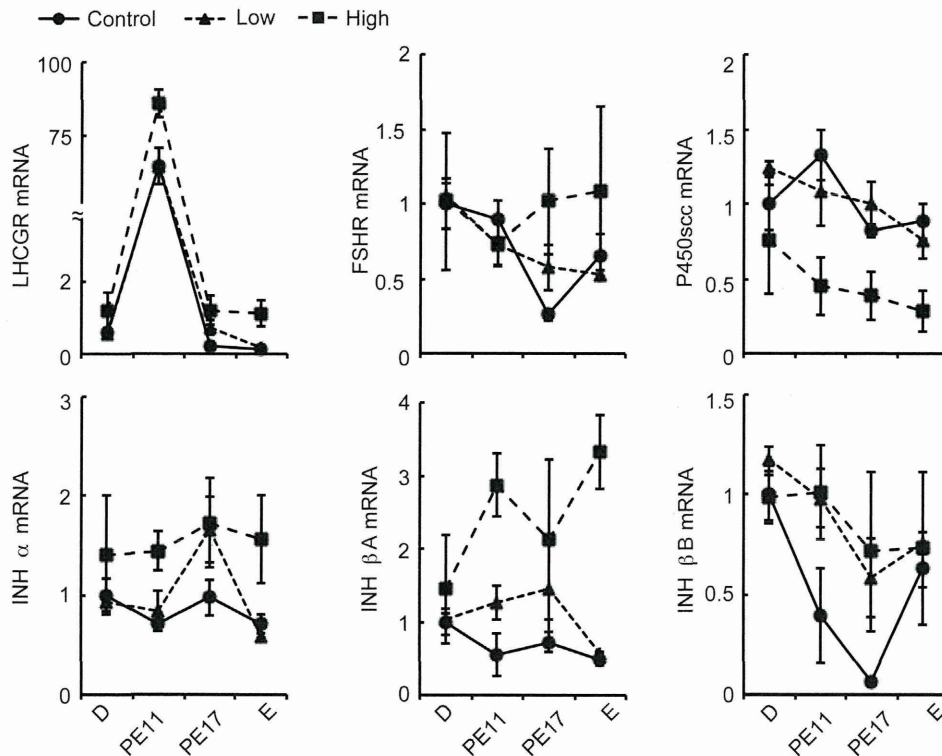 Control Low High
LHCGR mRNA
100
75
≈
2
0
FSHR mRNA
2
1.5
1
0.5
0
P450scc mRNA
2
1.5
1
0.5
0
INH α mRNA
3
2
1
0
D PE11 PE17 E
INH βA mRNA
4
3
2
1
0
D PE11 PE17 E
INH βB mRNA
1.5
1
0.5
0
D PE11 PE17 E